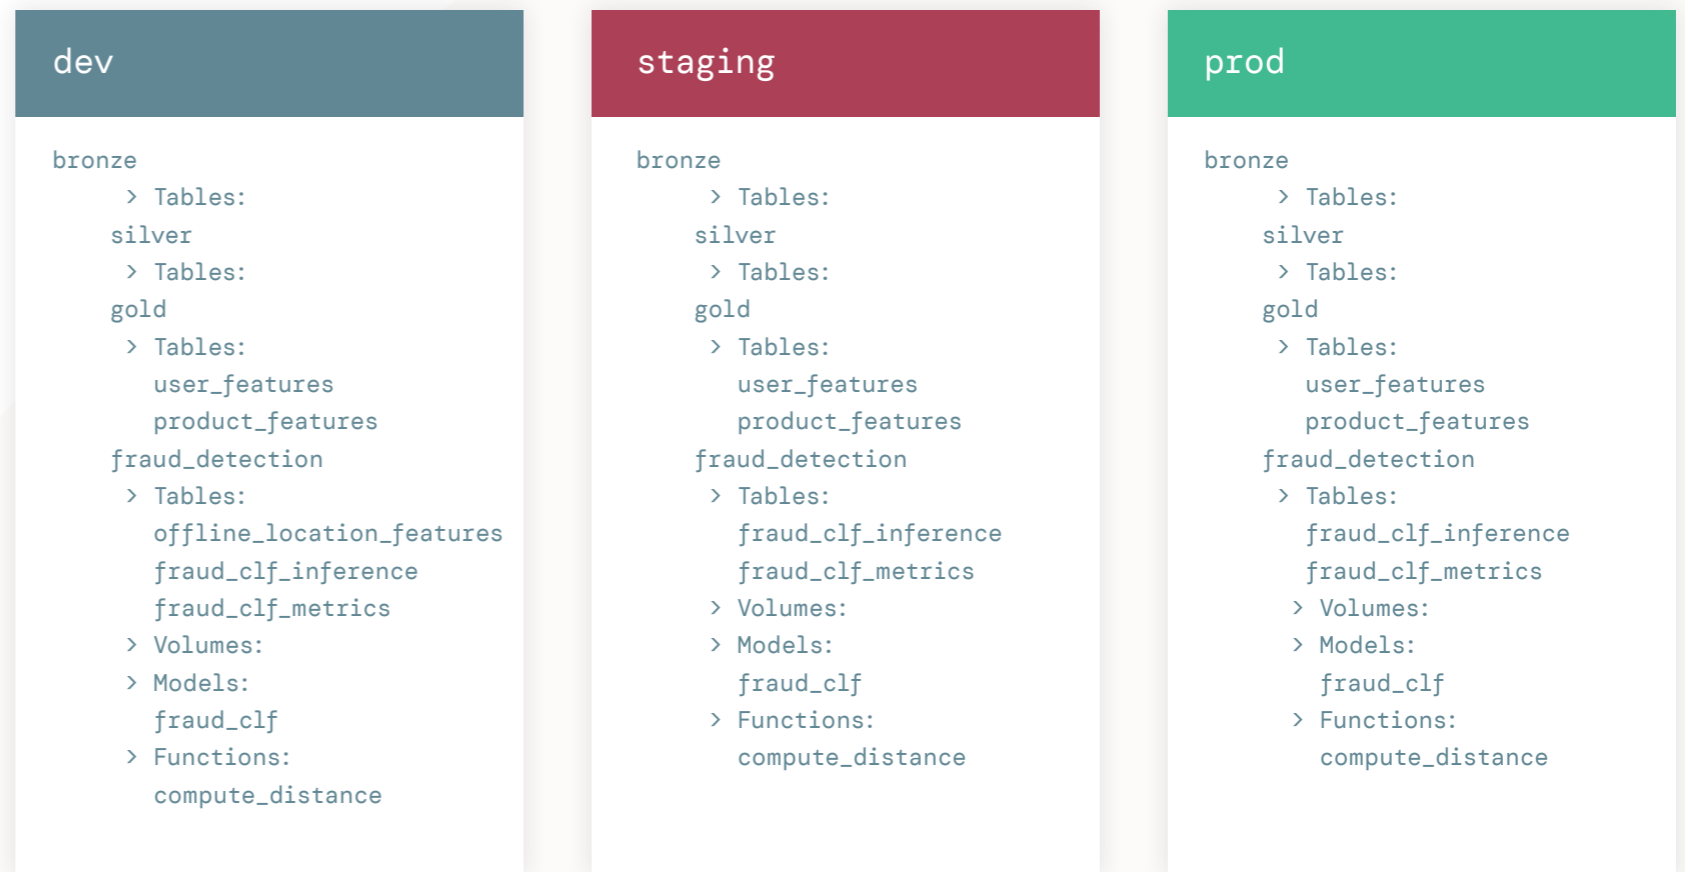 dev
bronze
> Tables:
silver
> Tables:
gold
> Tables:
user_features
product_features
fraud_detection
> Tables:
offline_location_features
fraud_clf_inference
fraud_clf_metrics
> Volumes:
> Models:
fraud_clf
> Functions:
compute_distance
staging
bronze
> Tables:
silver
> Tables:
gold
> Tables:
user_features
product_features
fraud_detection
> Tables:
fraud_clf_inference
fraud_clf_metrics
> Volumes:
> Models:
fraud_clf
> Functions:
compute_distance
prod
bronze
> Tables:
silver
> Tables:
gold
> Tables:
user_features
product_features
fraud_detection
> Tables:
fraud_clf_inference
fraud_clf_metrics
> Volumes:
> Models:
fraud_clf
> Functions:
compute_distance